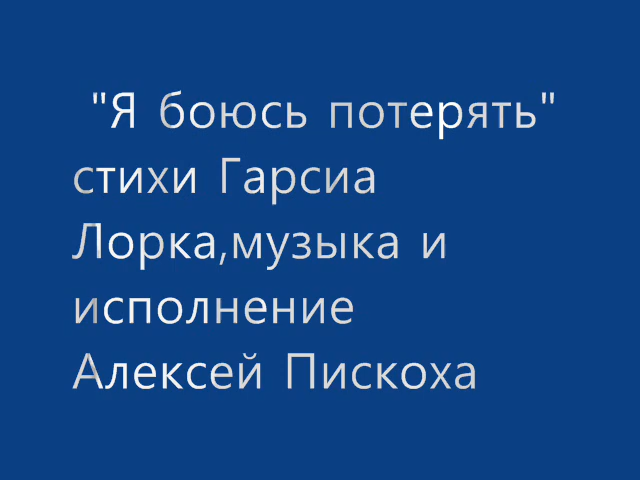 "Я боюсь потерять"
стихи Гарсиа
Лорка,музыка и
исполнение
Алексей Пискоха